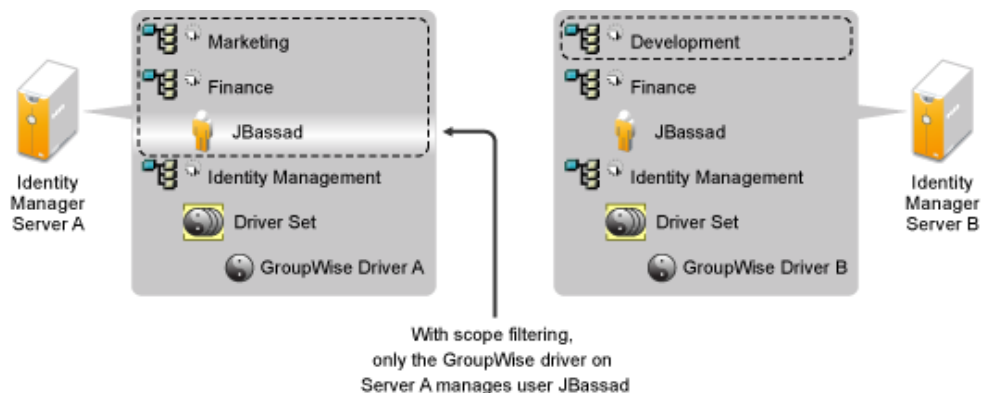 Marketing
Finance
JBassad
Identity Management
Driver Set
GroupWise Driver A
Identity
Manager
Server A
Development
Finance
JBassad
Identity Management
Driver Set
GroupWise Driver B
Identity
Manager
Server B
With scope filtering,
only the GroupWise driver on
Server A manages user JBassad